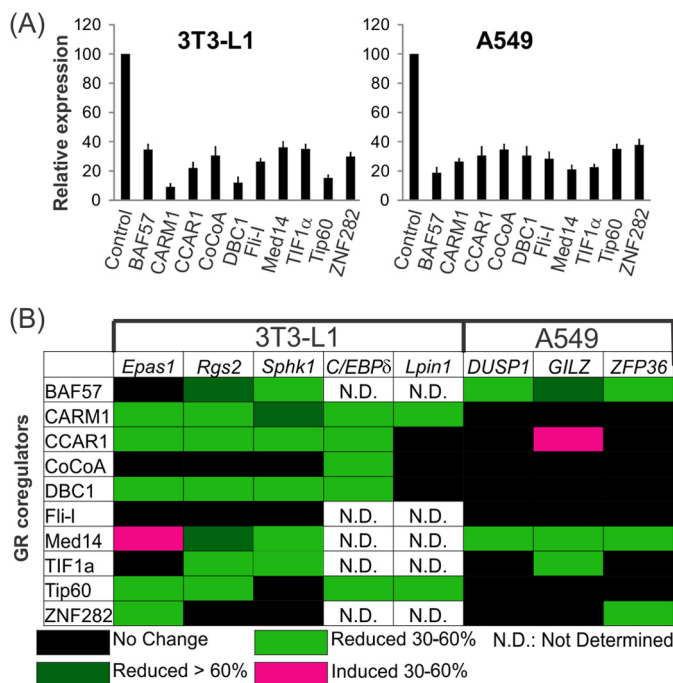 (A)
3T3-L1
A549
Relative expression
120
100
80
60
40
20
0
Control
BAF57
CARM1
CCAR1
CoCoA
DBC1
Fli-I
Med14
TIF1α
Tip60
ZNF282
120
100
80
60
40
20
0
Control
BAF57
CARM1
CCAR1
CoCoA
DBC1
Fli-I
Med14
TIF1α
Tip60
ZNF282
(B)
3T3-L1 A549
Epas1 Rgs2 Sphk1 C/EBPδ Lpin1 DUSP1 GILZ ZFP36
GR coregulators
BAF57 N.D. N.D.
CARM1
CCAR1
CoCoA
DBC1
Fli-I N.D. N.D.
Med14 N.D. N.D.
TIF1a N.D. N.D.
Tip60
ZNF282 N.D. N.D.
No Change Reduced 30-60% N.D.: Not Determined
Reduced > 60% Induced 30-60%